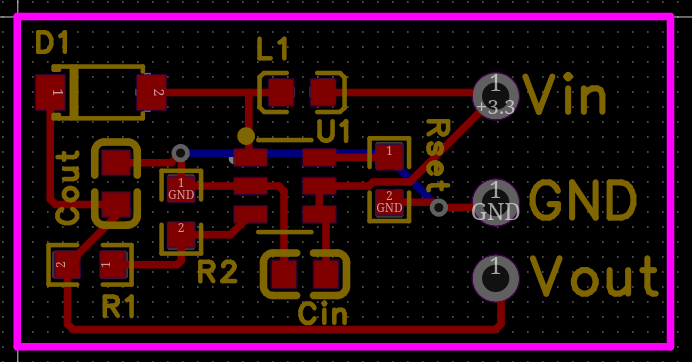 D1
L1
1
2
1
+3.3
Vin
U1
Rset
1
Cout
1
GND
2
GND
1
GND
GND
2
2
1
R2
1
Vout
R1
Cin